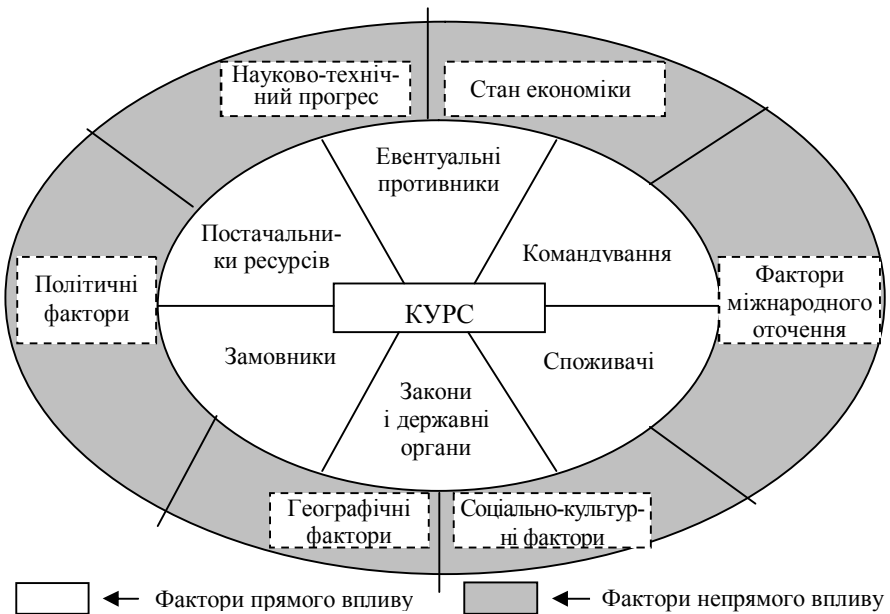 Науково-техніч-
ний прогрес
Стан економіки
Евентуальні
противники
Постачальни-
ки ресурсів
Командування
Політичні
фактори
КУРС
Фактори
міжнародного
оточення
Замовники
Споживачі
Закони
і державні
органи
Географічні
фактори
Соціально-культур-
ні фактори
Фактори прямого впливу
Фактори непрямого впливу